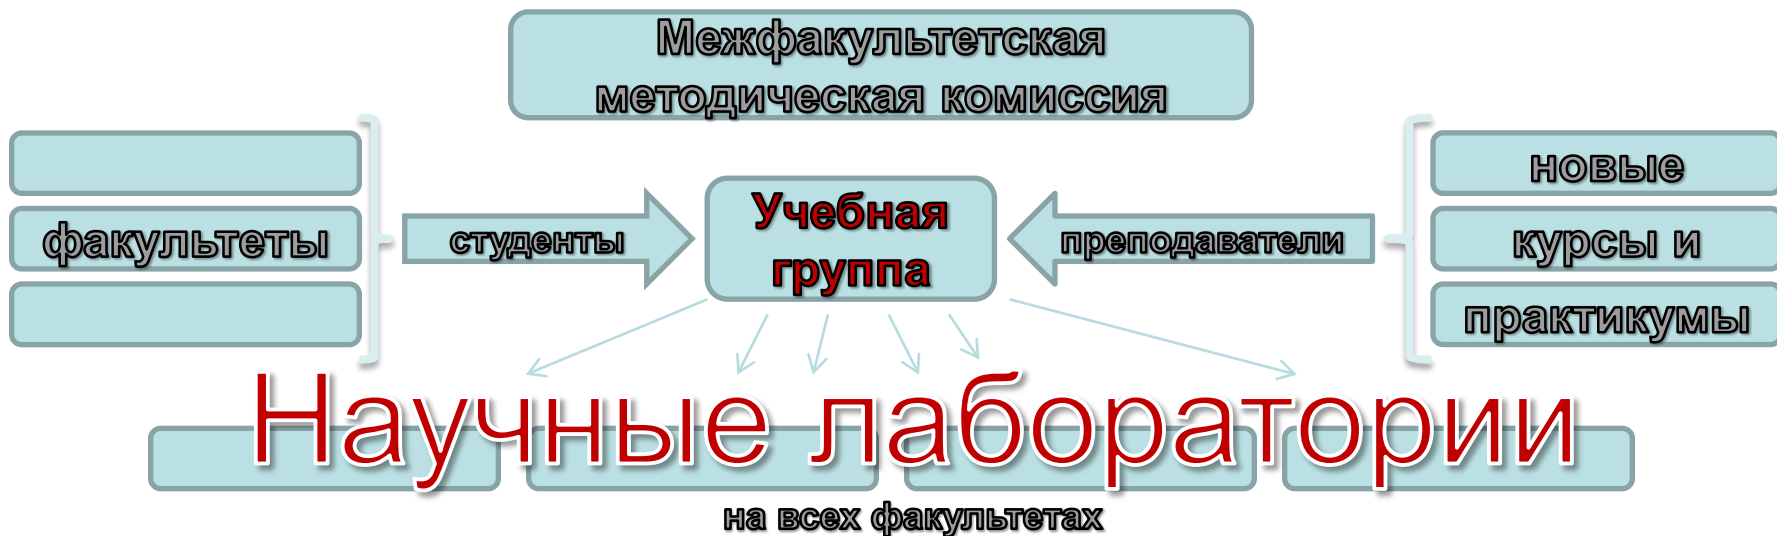 Межфакультетская
методическая комиссия
факультеты
студенты
Учебная
группа
преподаватели
новые
курсы и
практикумы
Научные лаборатории
на всех факультетах